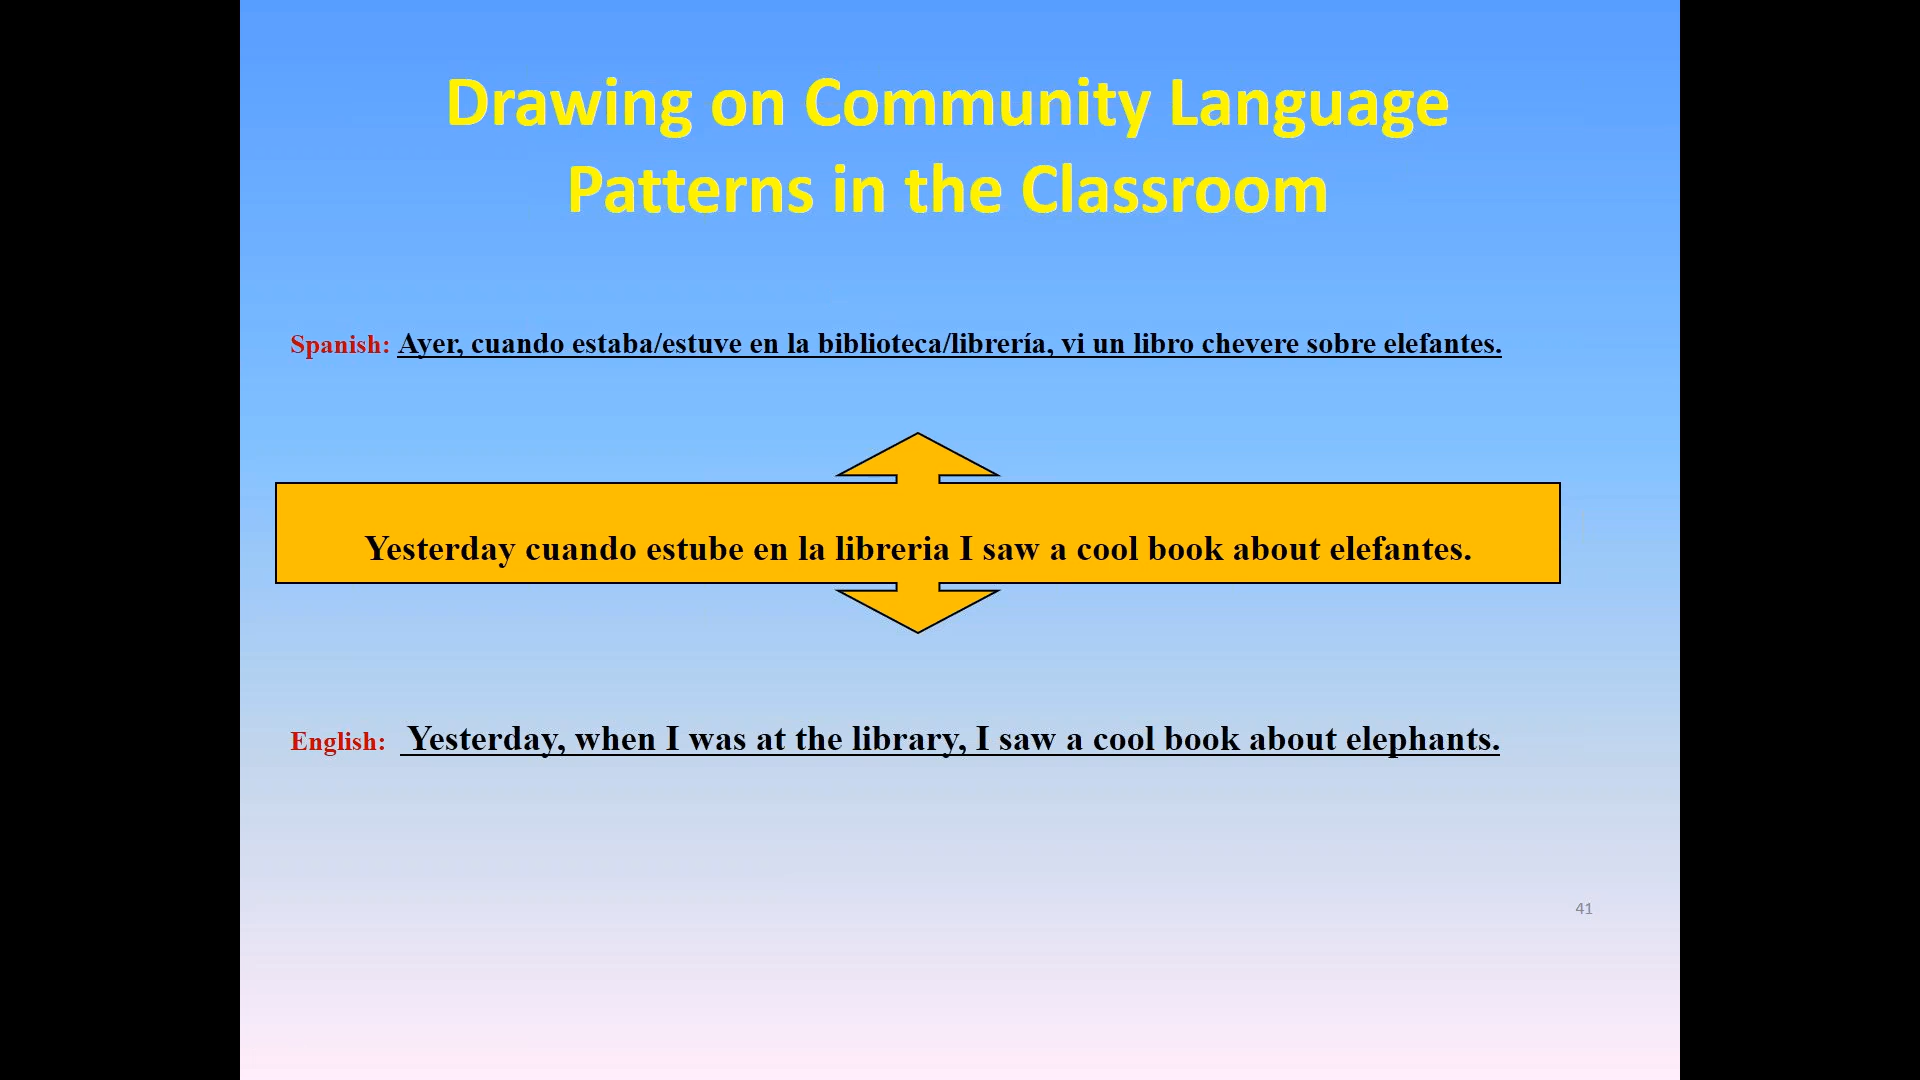 Drawing on Community Language
Patterns in the Classroom
Spanish: Ayer, cuando estaba/estuve en la biblioteca/librería, vi un libro chevere sobre elefantes.
Yesterday cuando estube en la libreria I saw a cool book about elefantes.
English: Yesterday, when I was at the library, I saw a cool book about elephants.
41